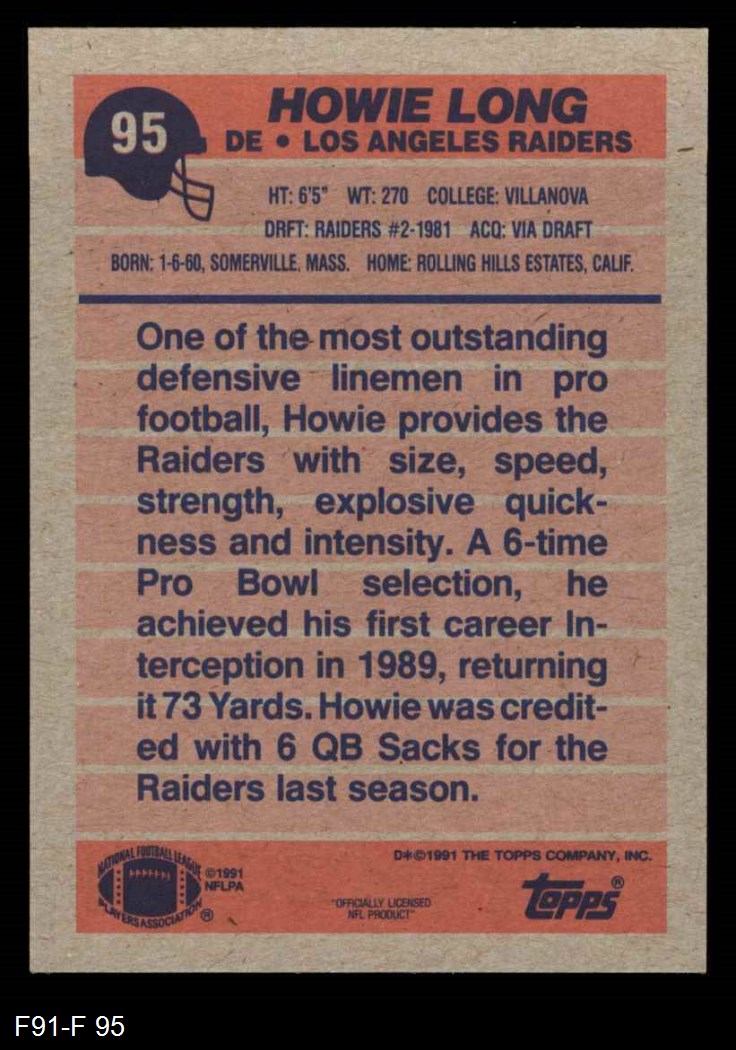 95
HOWIE LONG
DE • LOS ANGELES RAIDERS
HT: 6'5" WT: 270 COLLEGE: VILLANOVA
DRFT: RAIDERS #2-1981 ACQ: VIA DRAFT
BORN: 1-6-60, SOMERVILLE, MASS. HOME: ROLLING HILLS ESTATES, CALIF.
One of the most outstanding
defensive linemen in pro
football, Howie provides the
Raiders with size, speed,
strength, explosive quick-
ness and intensity. A 6-time
Pro Bowl selection, he
achieved his first career In-
terception in 1989, returning
it 73 Yards. Howie was credit-
ed with 6 QB Sacks for the
Raiders last season.
NATIONAL FOOTBALL LEAGUE
PLAYERS ASSOCIATION ®
©1991
NFLPA
"OFFICIALLY LICENSED
NFL PRODUCT"
D*©1991 THE TOPPS COMPANY, INC.
topps®
F91-F 95